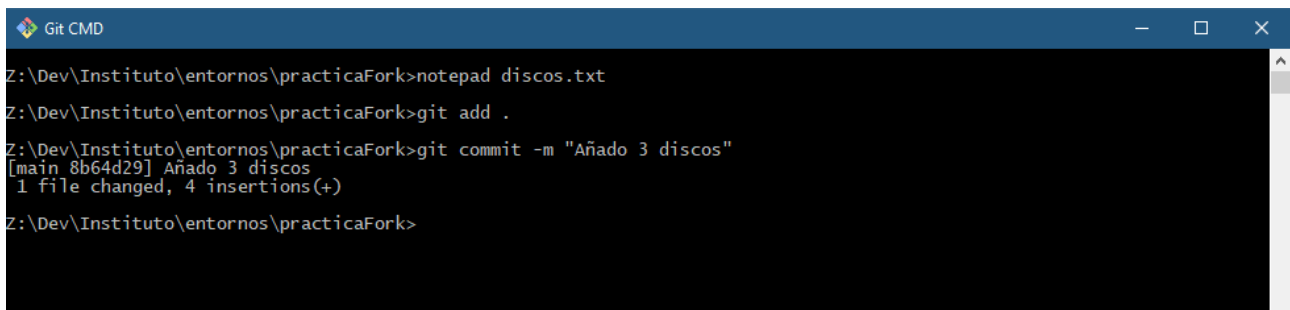 Git CMD
Z:\Dev\Instituto\entornos\practicaFork>notepad discos.txt
Z:\Dev\Instituto\entornos\practicaFork>git add .
Z:\Dev\Instituto\entornos\practicaFork>git commit -m "Añado 3 discos"
[main 8b64d29] Añado 3 discos
 1 file changed, 4 insertions(+)
Z:\Dev\Instituto\entornos\practicaFork>